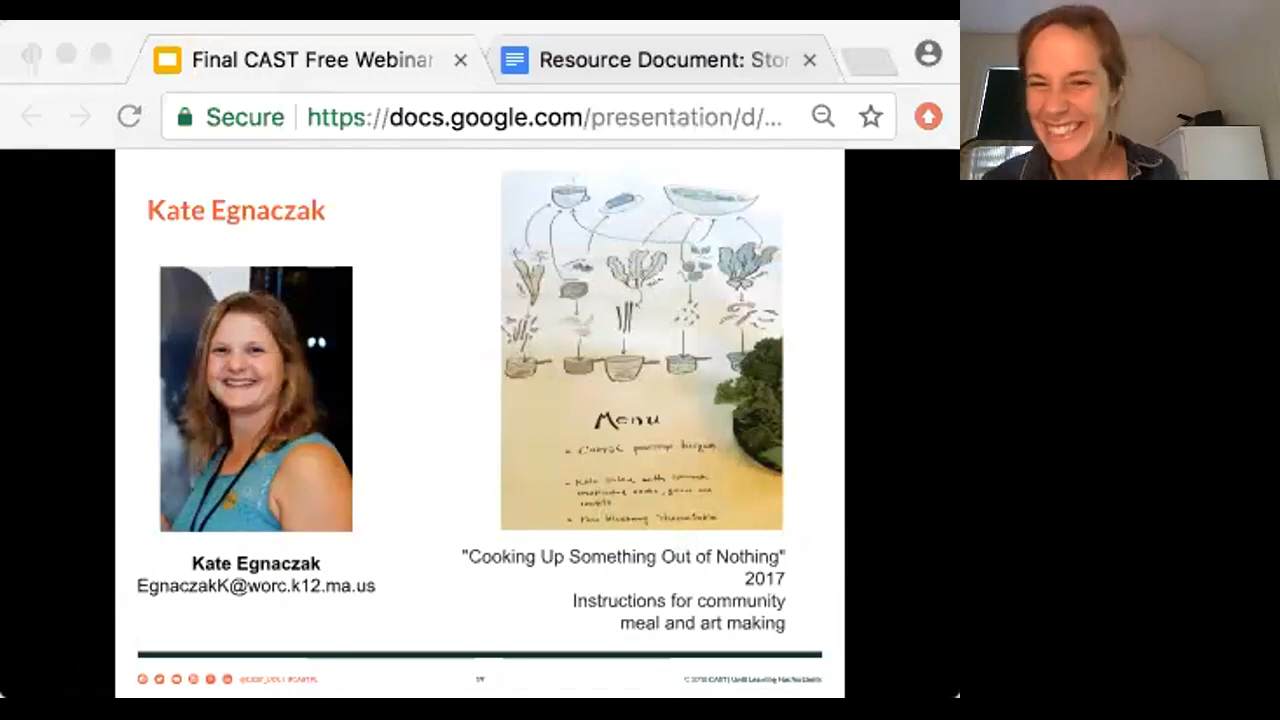 Final CAST Free Webinar
Resource Document: Stor
Secure https://docs.google.com/presentation/d/...
Kate Egnaczak
Menu
Kate Egnaczak
EgnaczakK@worc.k12.ma.us
"Cooking Up Something Out of Nothing"
2017
Instructions for community
meal and art making